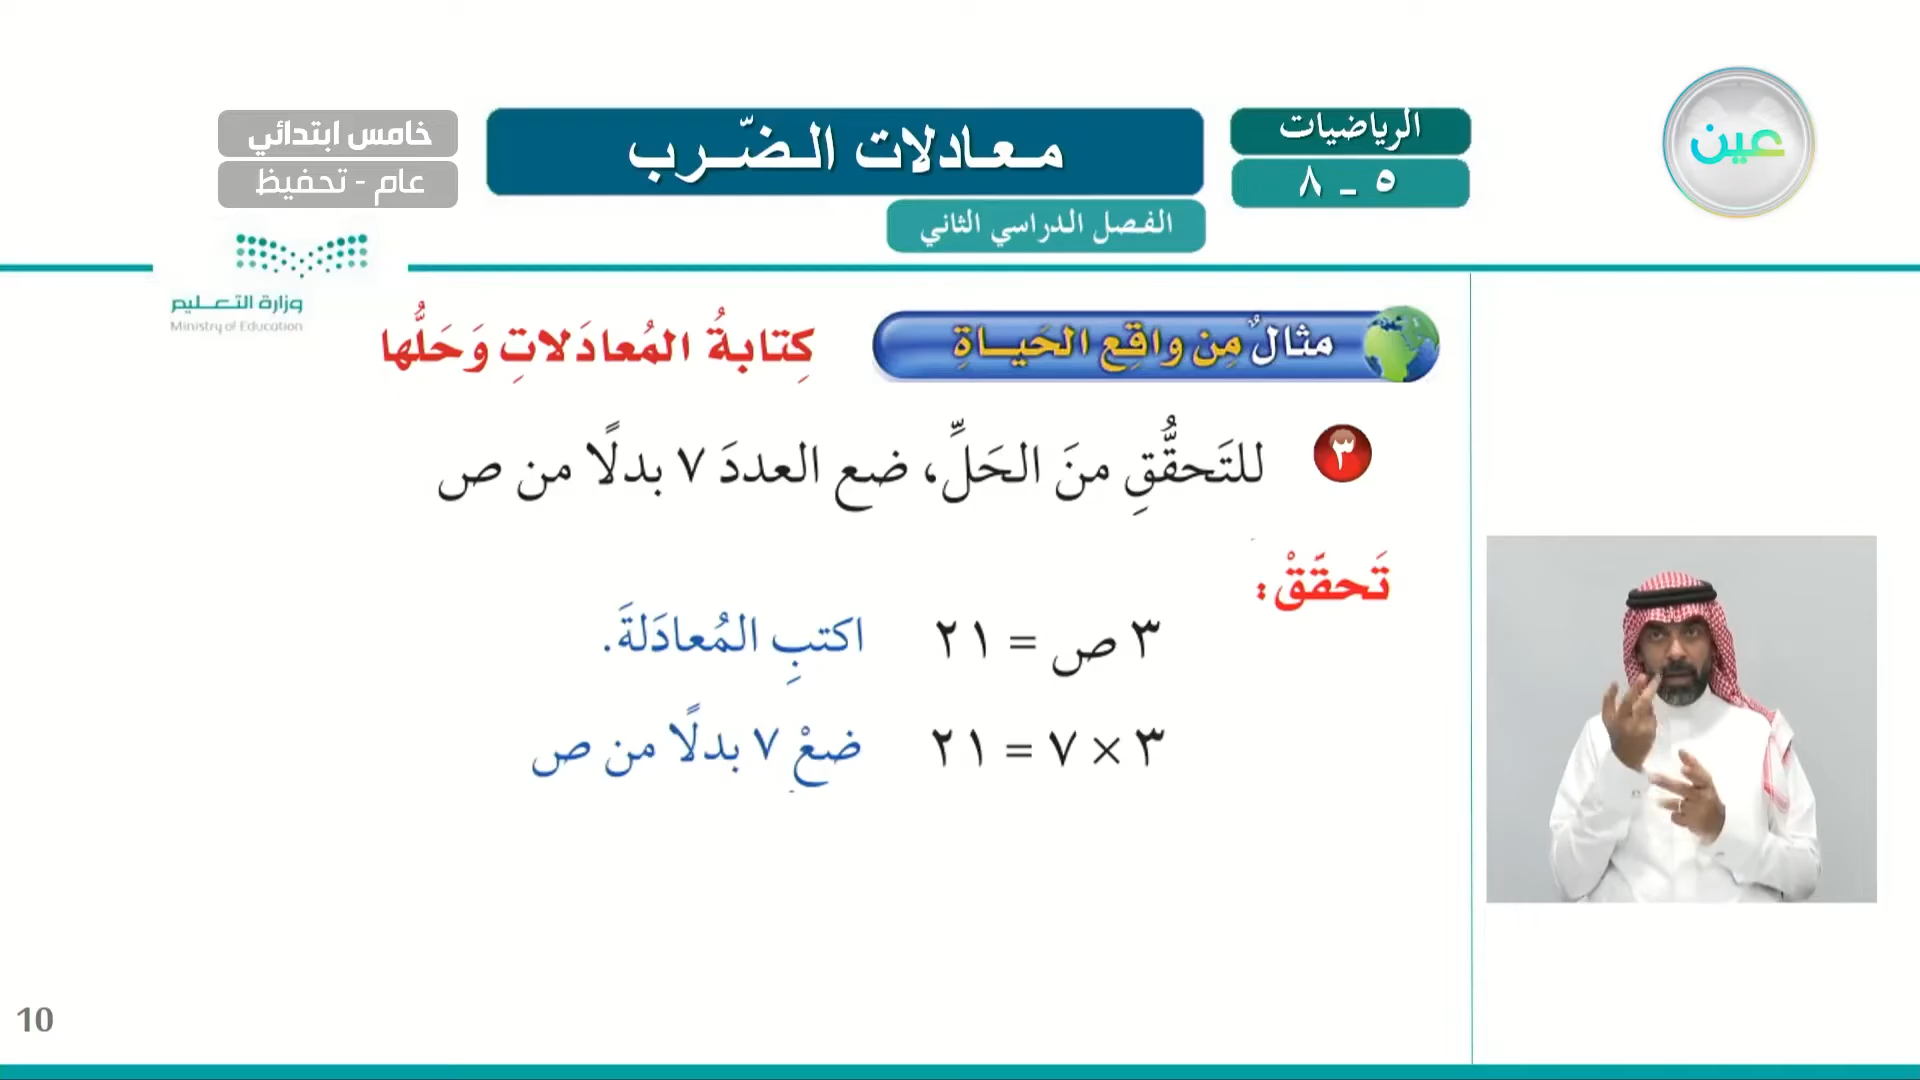 عين
الرياضيات
٥ - ٨
معادلات الضّرب
الفصل الدراسي الثاني
خامس ابتدائي
عام - تحفيظ
وزارة التعليم
Ministry of Education
مثالٌ مِن واقِعِ الحَياةِ
كِتابةُ المُعادَلاتِ وَحَلُّها
٣ للتَحقُّقِ منَ الحَلِّ، ضع العددَ ٧ بدلًا من ص
تَحقَّقْ:
٣ ص = ٢١ اكتبِ المُعادَلةَ.
٣ × ٧ = ٢١ ضعْ ٧ بدلًا من ص
10